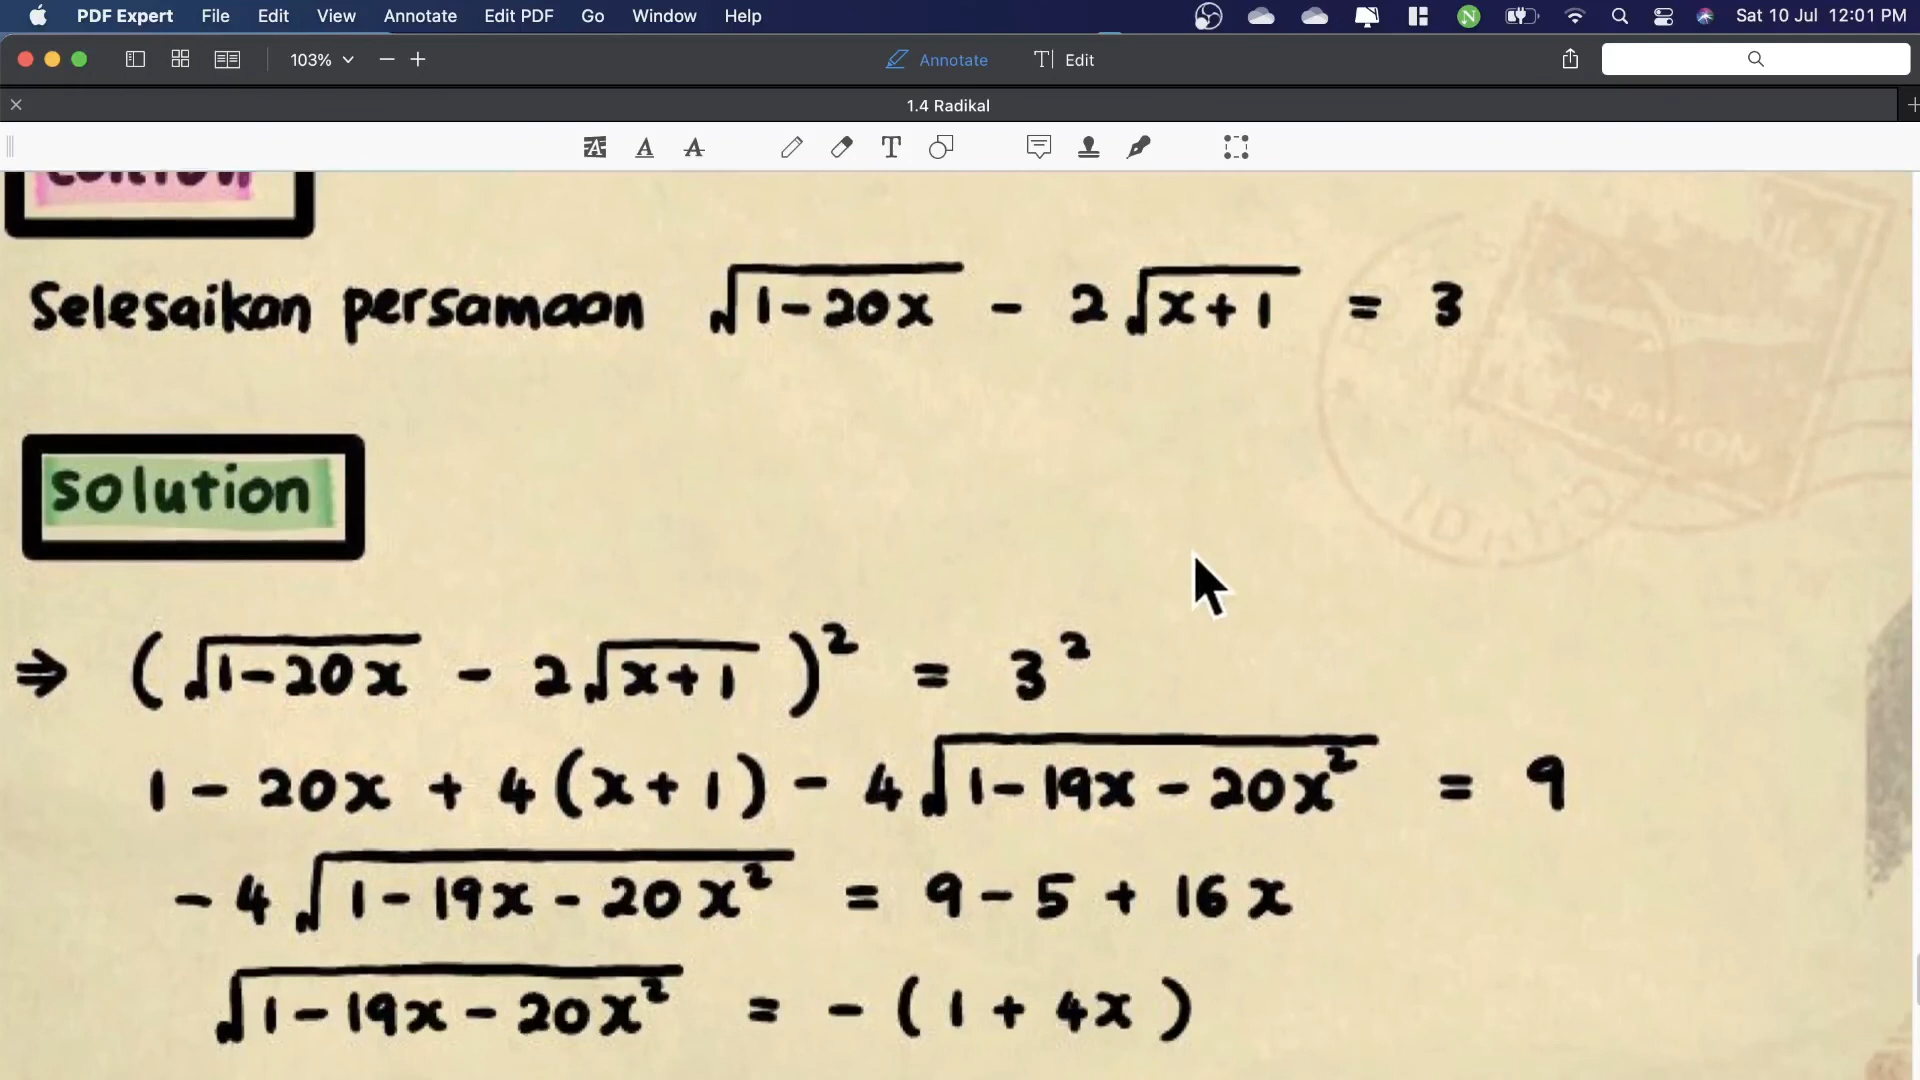 PDF Expert File Edit View Annotate Edit PDF Go Window Help Sat 10 Jul 12:01 PM
103% Annotate Edit
1.4 Radikal
Selesaikan persamaan √(1-20x) - 2√(x+1) = 3
Solution
⇒ (√(1-20x) - 2√(x+1))² = 3²
1 - 20x + 4(x+1) - 4√(1-19x-20x²) = 9
-4√(1-19x-20x²) = 9 - 5 + 16x
√(1-19x-20x²) = -(1+4x)